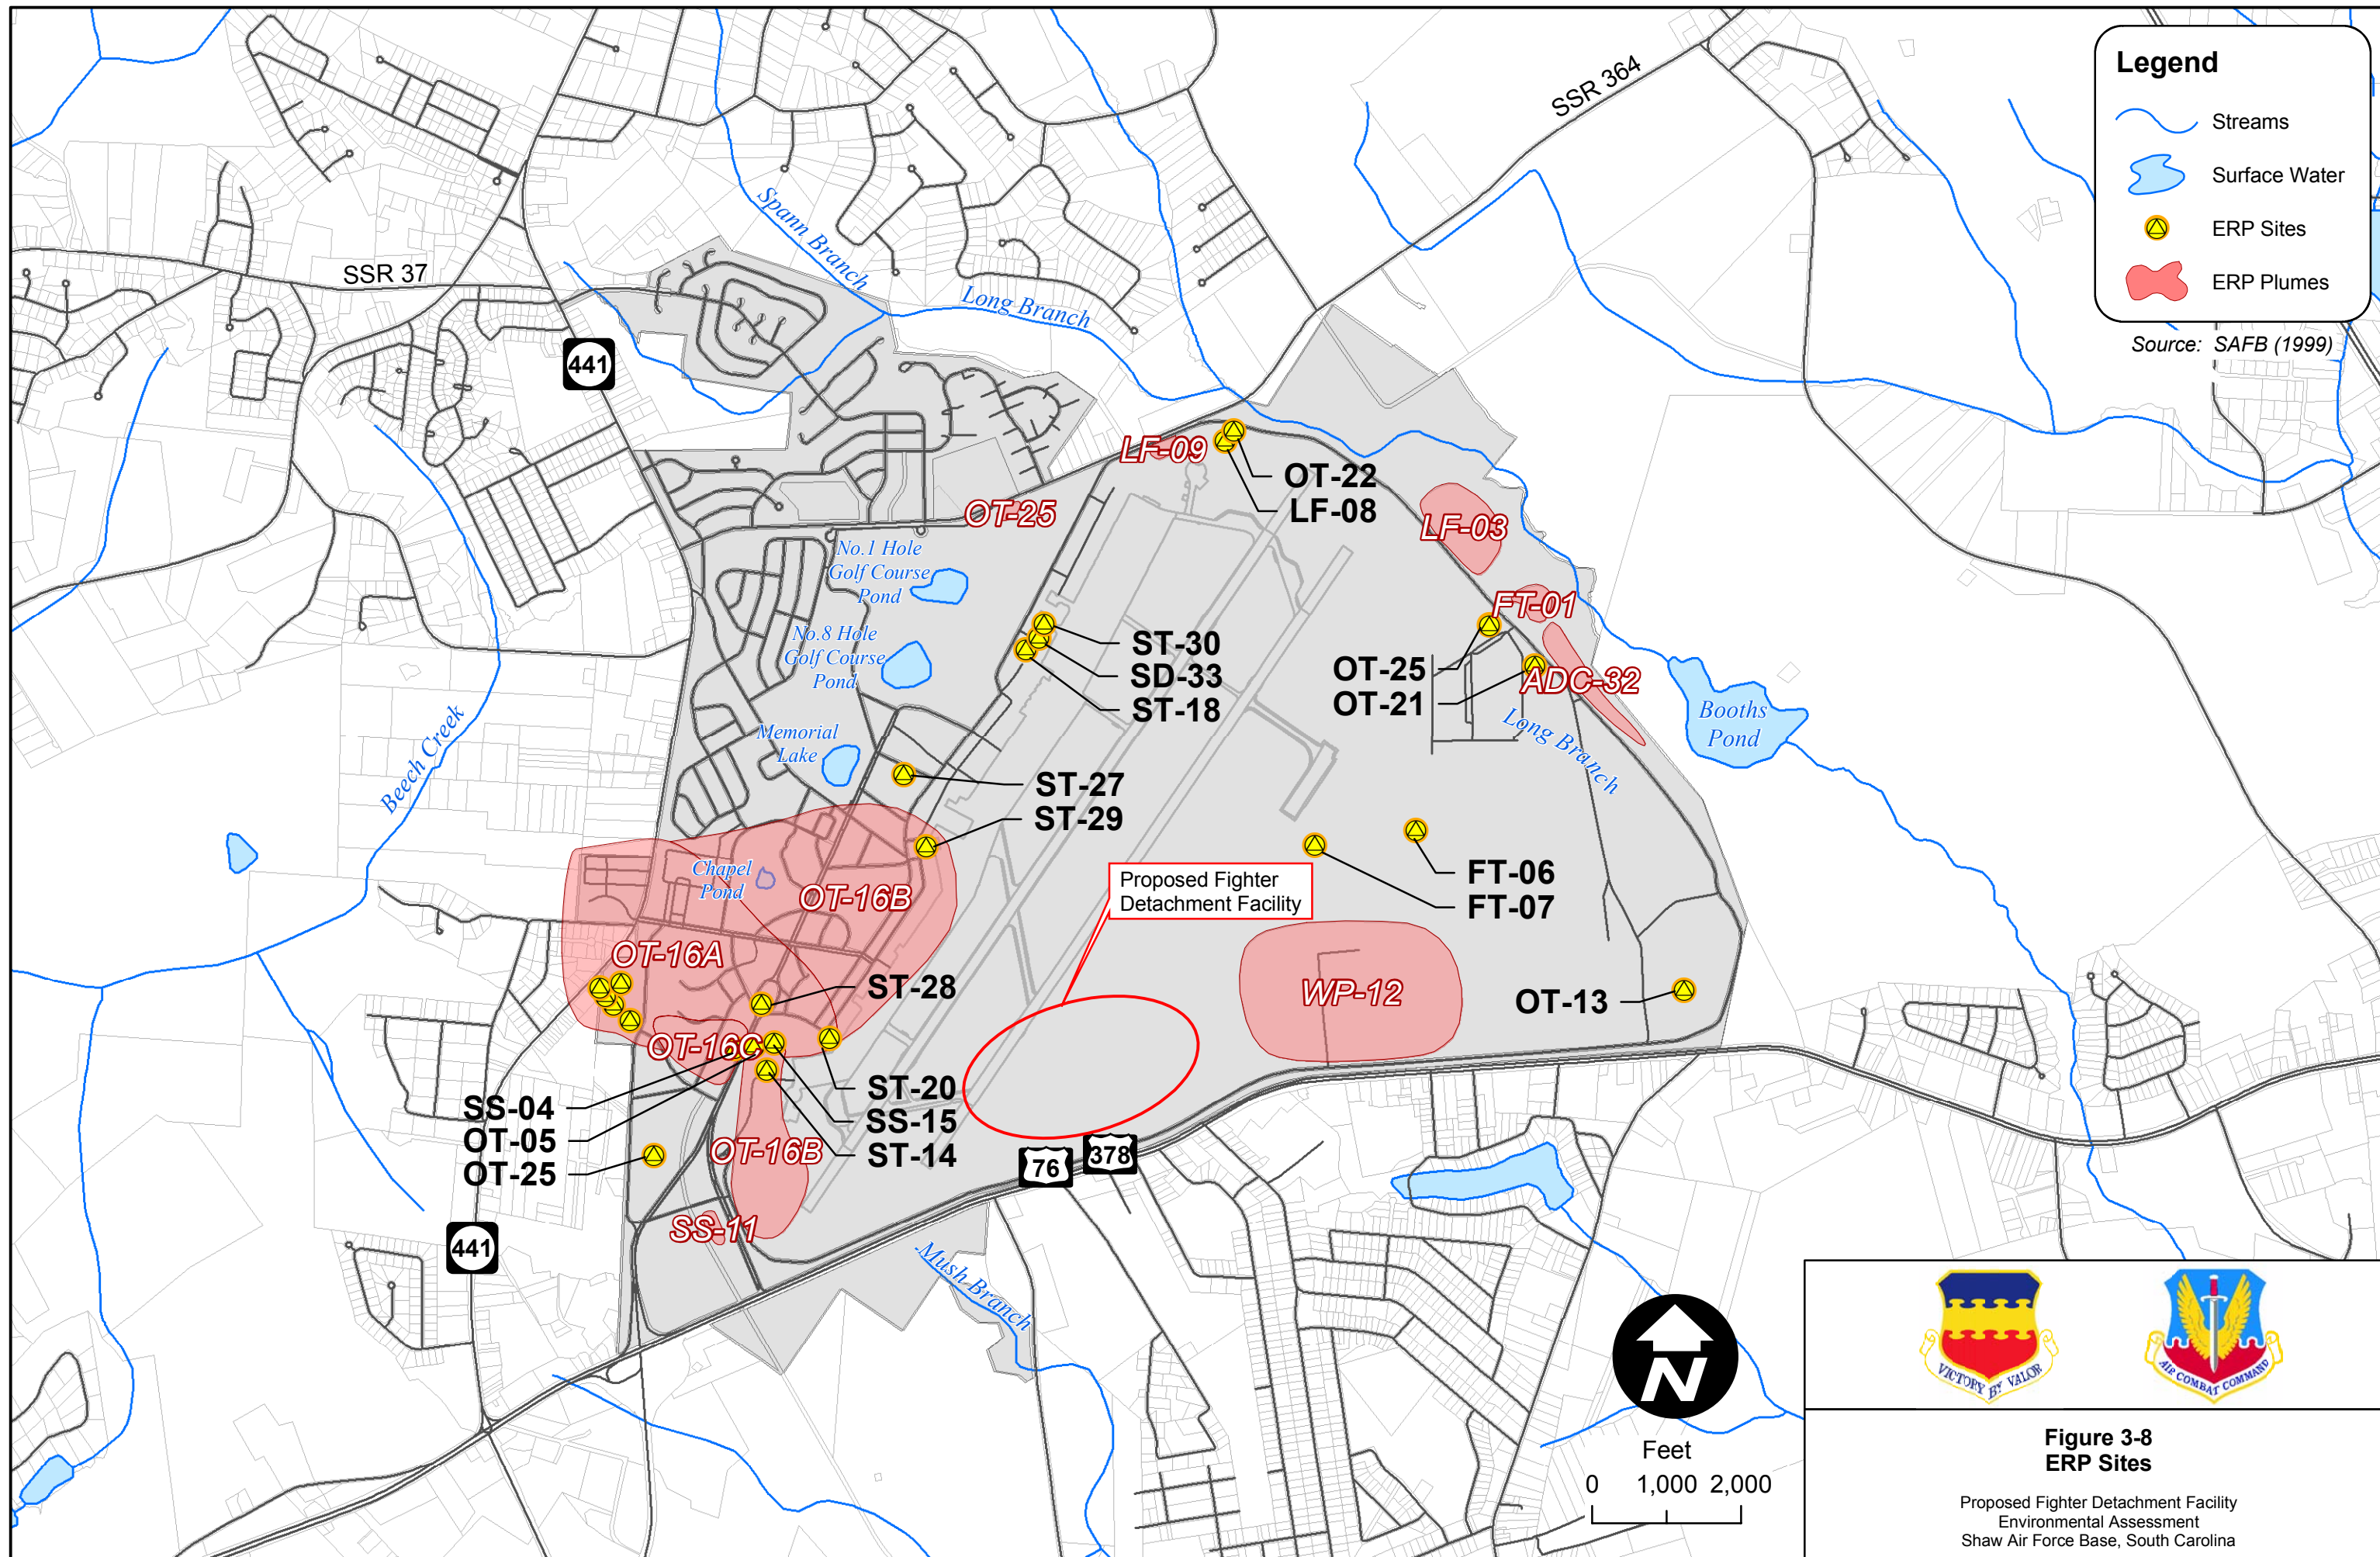 Legend
Streams
Surface Water
ERP Sites
ERP Plumes
Source: SAFB (1999)
SSR 364
SSR 37
441
Spann Branch
Long Branch
LF-09
OT-22
LF-08
OT-25
LF-03
No.1 Hole
Golf Course
Pond
No.8 Hole
Golf Course
Pond
Memorial
Lake
ST-30
SD-33
ST-18
FT-01
OT-25
OT-21
ADC-32
Long Branch
Booths
Pond
Beech Creek
ST-27
ST-29
Chapel
Pond
OT-16B
Proposed Fighter
Detachment Facility
FT-06
FT-07
OT-16A
ST-28
WP-12
OT-13
OT-16C
SS-04
OT-05
OT-25
ST-20
SS-15
ST-14
OT-16B
76
378
SS-11
441
Mush Branch
N
Feet
0 1,000 2,000
VICTORY BY VALOR
AIR COMBAT COMMAND
Figure 3-8
ERP Sites
Proposed Fighter Detachment Facility
Environmental Assessment
Shaw Air Force Base, South Carolina